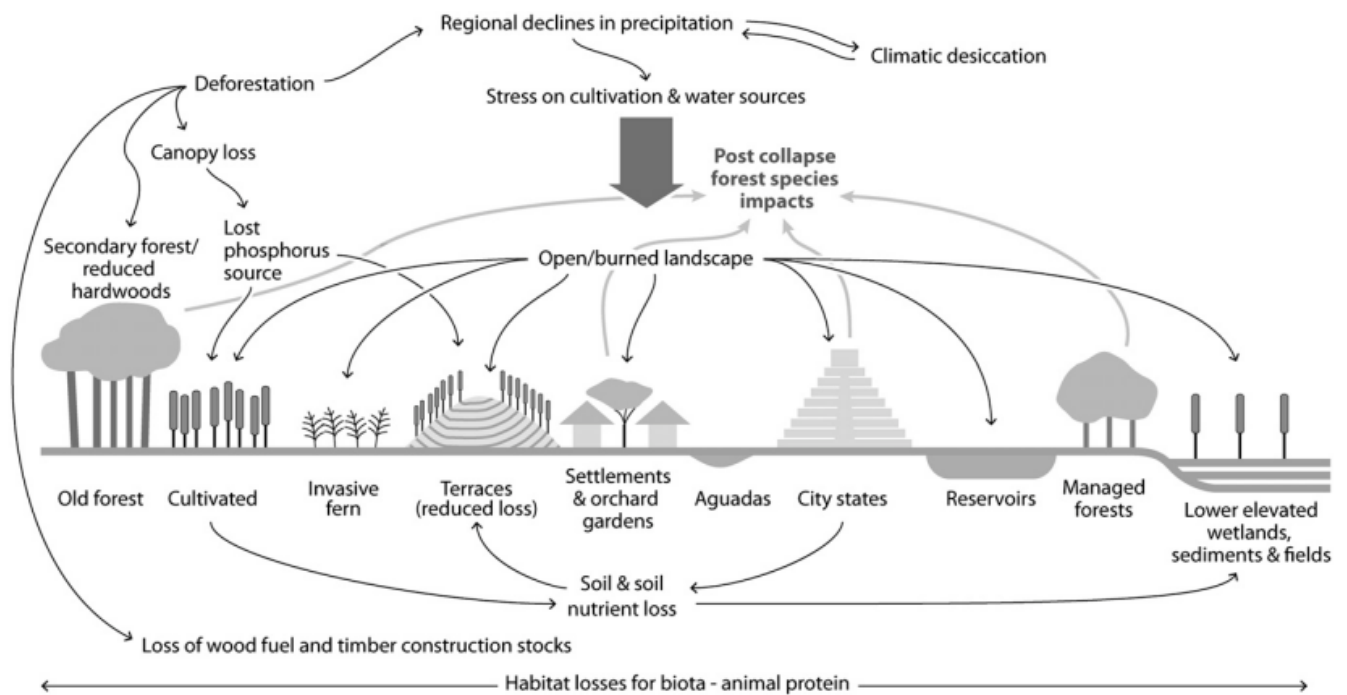 Regional declines in precipitation
Climatic desiccation
Deforestation
Stress on cultivation & water sources
Canopy loss
Post collapse
forest species
impacts
Lost
phosphorus
source
Secondary forest/
reduced
hardwoods
Open/burned landscape
Old forest
Cultivated
Invasive
fern
Terraces
(reduced loss)
Settlements
& orchard
gardens
Aguadas
City states
Reservoirs
Managed
forests
Lower elevated
wetlands,
sediments & fields
Soil & soil
nutrient loss
Loss of wood fuel and timber construction stocks
Habitat losses for biota - animal protein